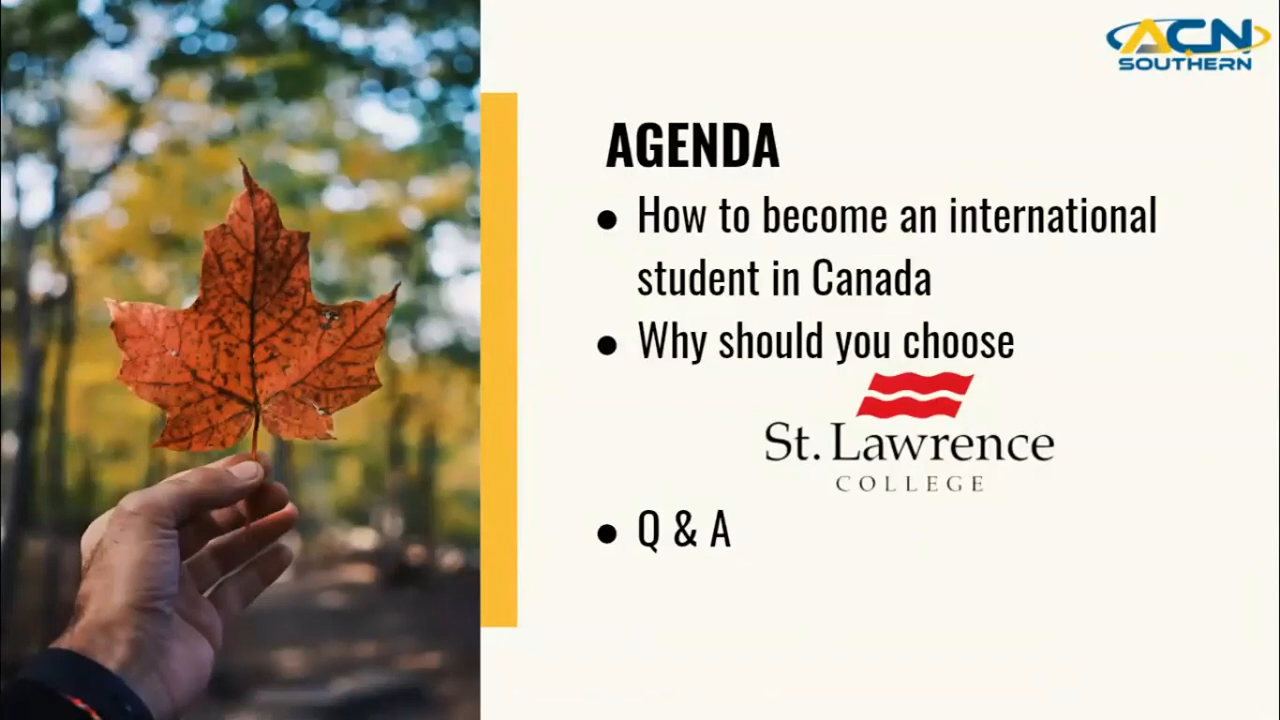 ACN
SOUTHERN
AGENDA
● How to become an international
student in Canada
● Why should you choose
St. Lawrence
COLLEGE
● Q & A